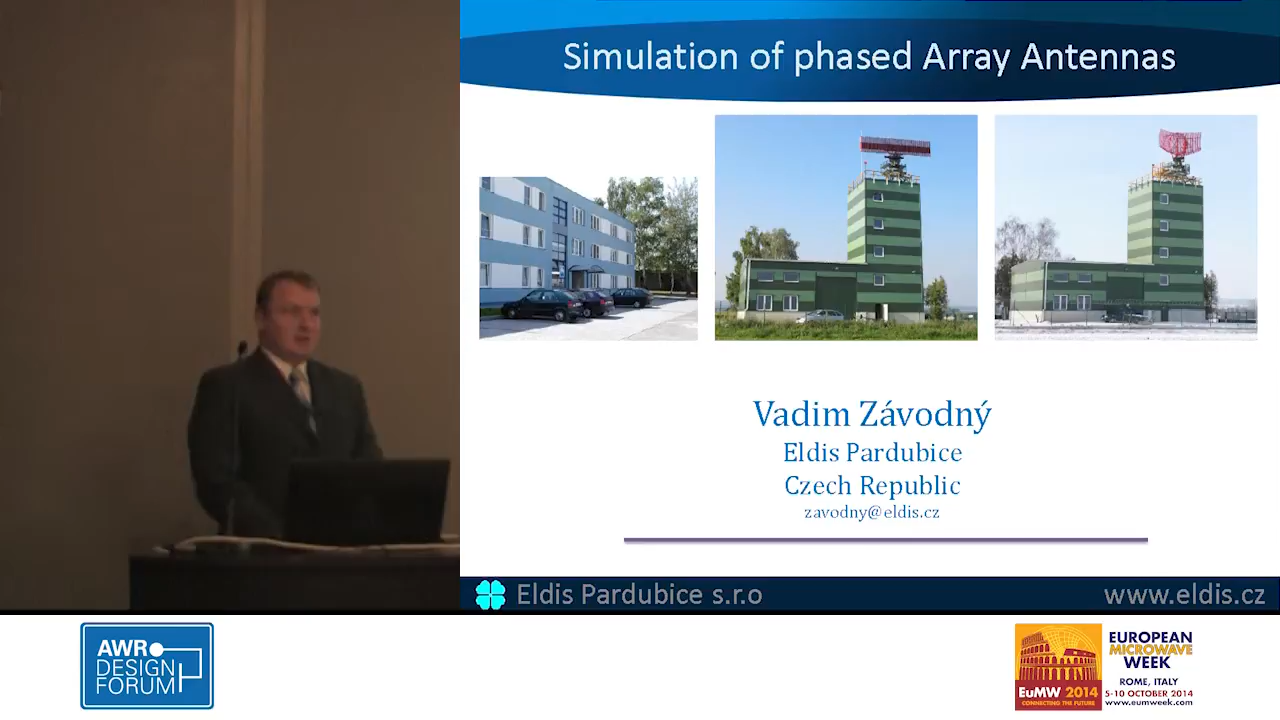 Simulation of phased Array Antennas
Vadim Závodný
Eldis Pardubice
Czech Republic
zavodny@eldis.cz
Eldis Pardubice s.r.o
www.eldis.cz
AWR
DESIGN
FORUM
EuMW 2014
CONNECTING THE FUTURE
EUROPEAN
MICROWAVE
WEEK
ROME, ITALY
5-10 OCTOBER 2014
www.eumweek.com